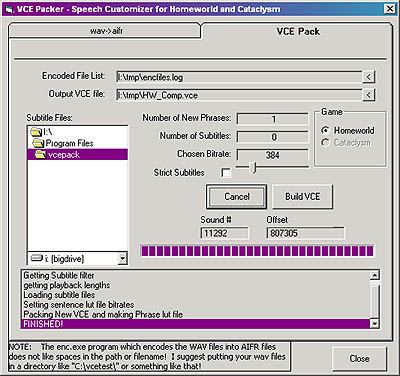 VCE Packer - Speech Customizer for Homeworld and Cataclysm
wav->aifr
VCE Pack
Encoded File List:
I:\tmp\encfiles.log
<
Output VCE file:
I:\tmp\HW_Comp.vce
<
Subtitle Files:
I:\
Program Files
vcepack
i: [bigdrive]
Number of New Phrases:
1
Number of Subtitles:
0
Chosen Bitrate:
384
Strict Subtitles
Game
Homeworld
Cataclysm
Cancel
Build VCE
Sound #
Offset
11292
807305
Getting Subtitle filter
getting playback lengths
Loading subtitle files
Setting sentence lut file bitrates
Packing New VCE and making Phrase lut file
FINISHED!
NOTE: The enc.exe program which encodes the WAV files into AIFR files
does not like spaces in the path or filename! I suggest putting your wav files
in a directory like "C:\vcetest\" or something like that!
Close